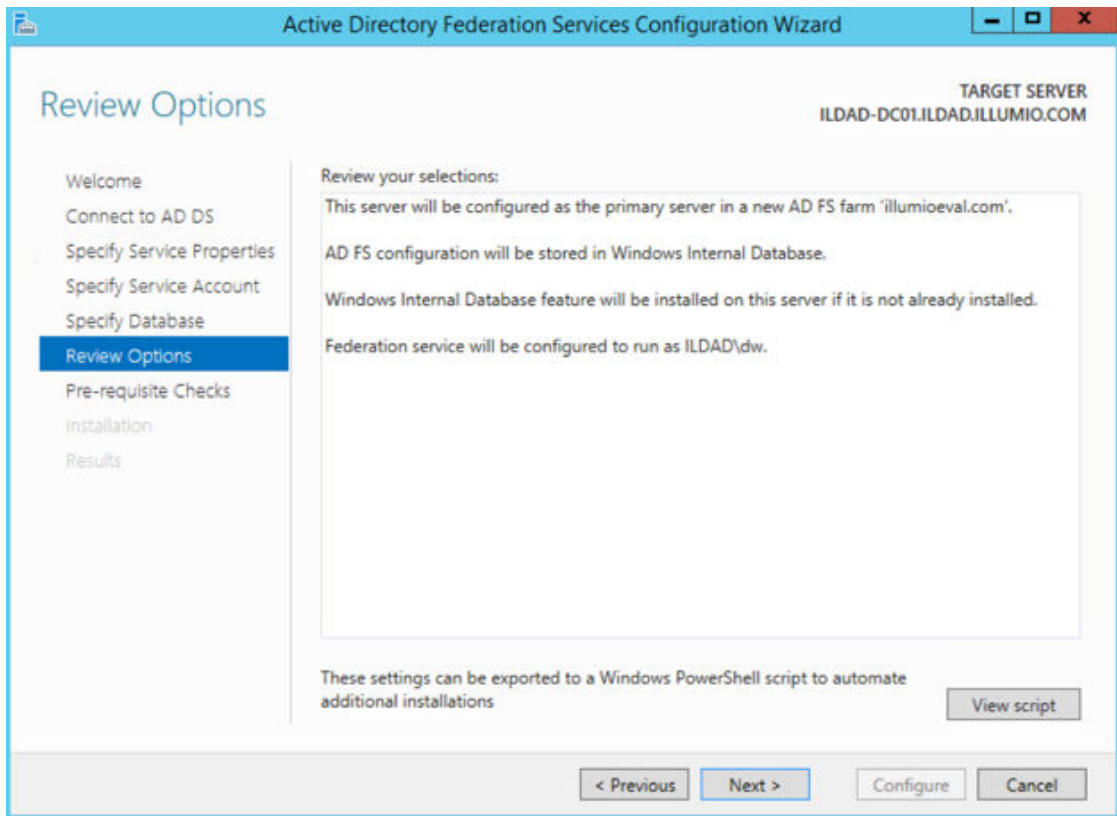 Active Directory Federation Services Configuration Wizard
Review Options
TARGET SERVER
ILDAD-DC01.ILDAD.ILLUMIO.COM
Welcome
Connect to AD DS
Specify Service Properties
Specify Service Account
Specify Database
Review Options
Pre-requisite Checks
Installation
Results
Review your selections:
This server will be configured as the primary server in a new AD FS farm 'illumioeval.com'.
AD FS configuration will be stored in Windows Internal Database.
Windows Internal Database feature will be installed on this server if it is not already installed.
Federation service will be configured to run as ILDAD\dw.
These settings can be exported to a Windows PowerShell script to automate
additional installations
View script
< Previous
Next >
Configure
Cancel